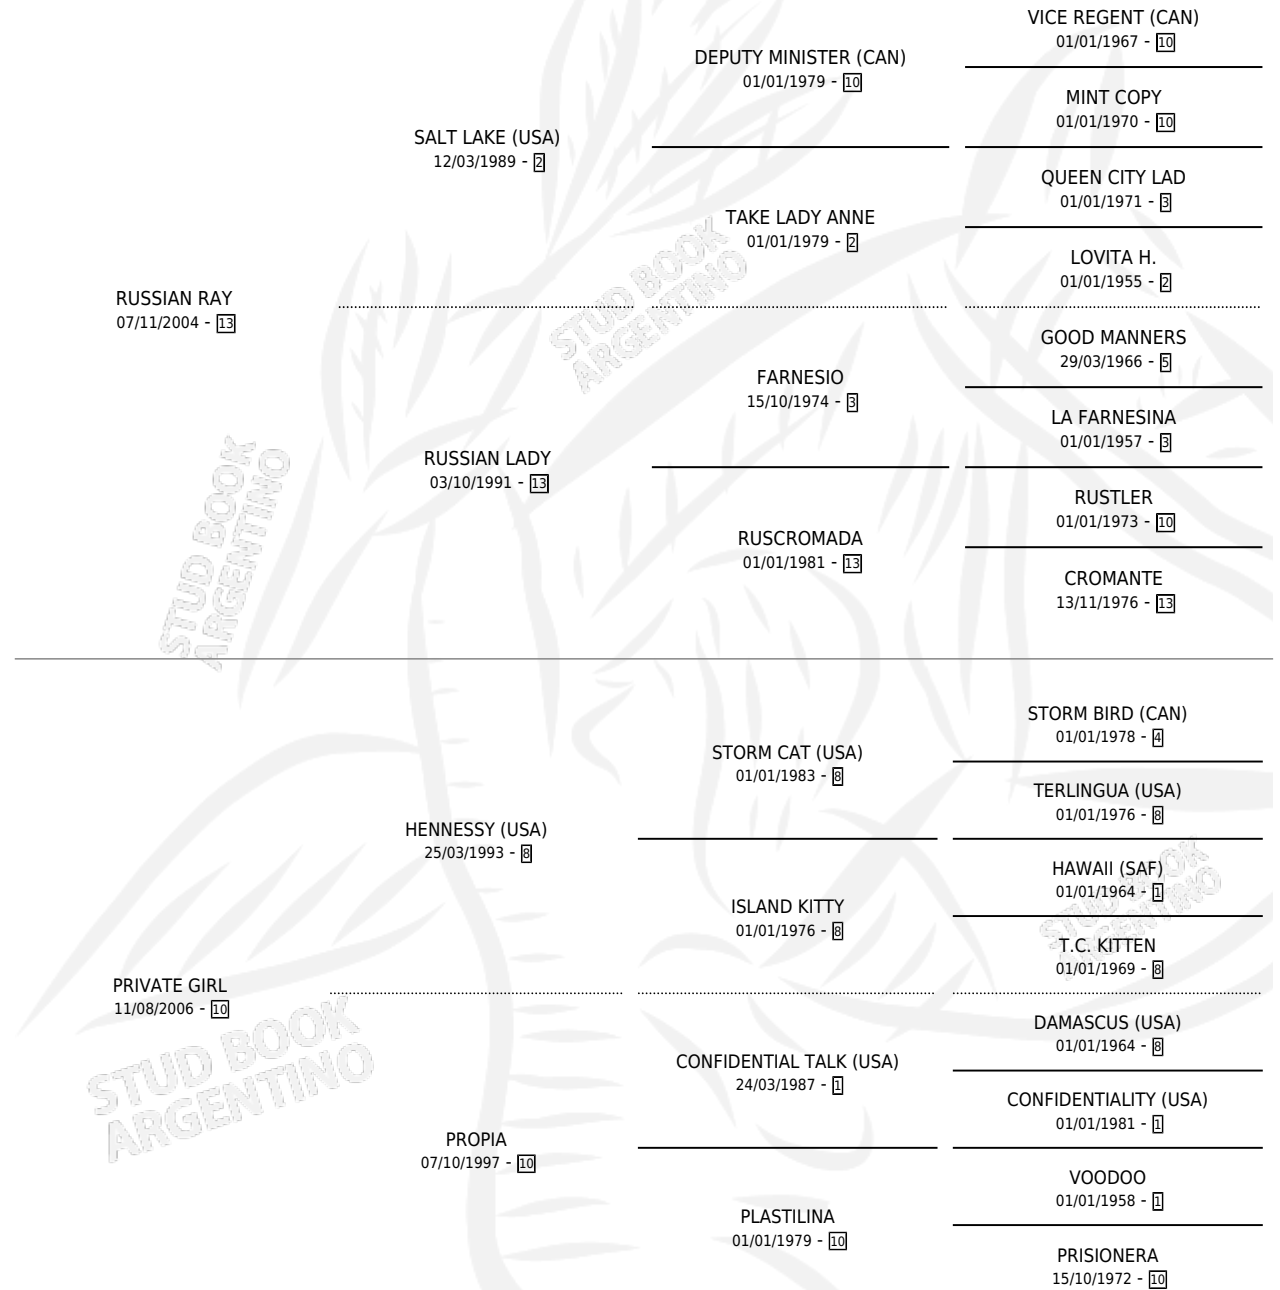 VICE REGENT (CAN)
01/01/1967 - 10
DEPUTY MINISTER (CAN)
01/01/1979 - 10
MINT COPY
01/01/1970 - 10
SALT LAKE (USA)
12/03/1989 - 2
QUEEN CITY LAD
01/01/1971 - 3
TAKE LADY ANNE
01/01/1979 - 2
LOVITA H.
01/01/1955 - 2
RUSSIAN RAY
07/11/2004 - 13
STUD BOOK
ARGENTINO
GOOD MANNERS
29/03/1966 - 5
FARNESIO
15/10/1974 - 3
LA FARNESINA
01/01/1957 - 3
RUSSIAN LADY
03/10/1991 - 13
RUSTLER
01/01/1973 - 10
RUSCROMADA
01/01/1981 - 13
CROMANTE
13/11/1976 - 13
STUD BOOK
ARGENTINO
STORM BIRD (CAN)
01/01/1978 - 4
STORM CAT (USA)
01/01/1983 - 8
TERLINGUA (USA)
01/01/1976 - 8
HENNESSY (USA)
25/03/1993 - 8
HAWAII (SAF)
01/01/1964 - 1
ISLAND KITTY
01/01/1976 - 8
STUD BOOK
ARGENTINO
T.C. KITTEN
01/01/1969 - 8
PRIVATE GIRL
11/08/2006 - 10
DAMASCUS (USA)
01/01/1964 - 8
STUD BOOK
ARGENTINO
CONFIDENTIAL TALK (USA)
24/03/1987 - 1
CONFIDENTIALITY (USA)
01/01/1981 - 1
PROPIA
07/10/1997 - 10
VOODOO
01/01/1958 - 1
PLASTILINA
01/01/1979 - 10
PRISIONERA
15/10/1972 - 10